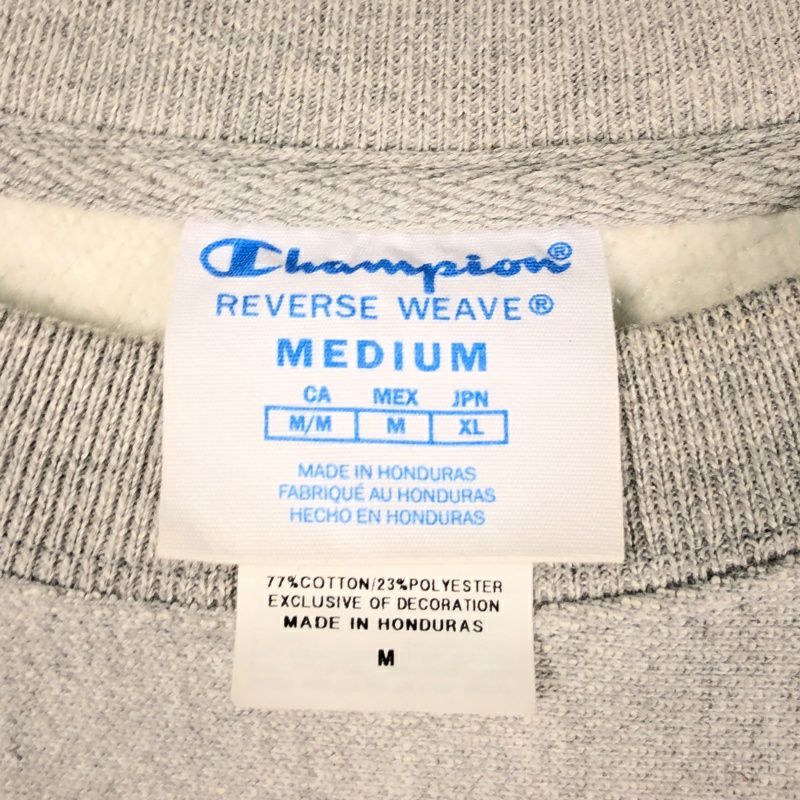 Champion®
REVERSE WEAVE®
MEDIUM
CA MEX JPN
M/M M XL
MADE IN HONDURAS
FABRIQUÉ AU HONDURAS
HECHO EN HONDURAS
77%COTTON/23%POLYESTER
EXCLUSIVE OF DECORATION
MADE IN HONDURAS
M